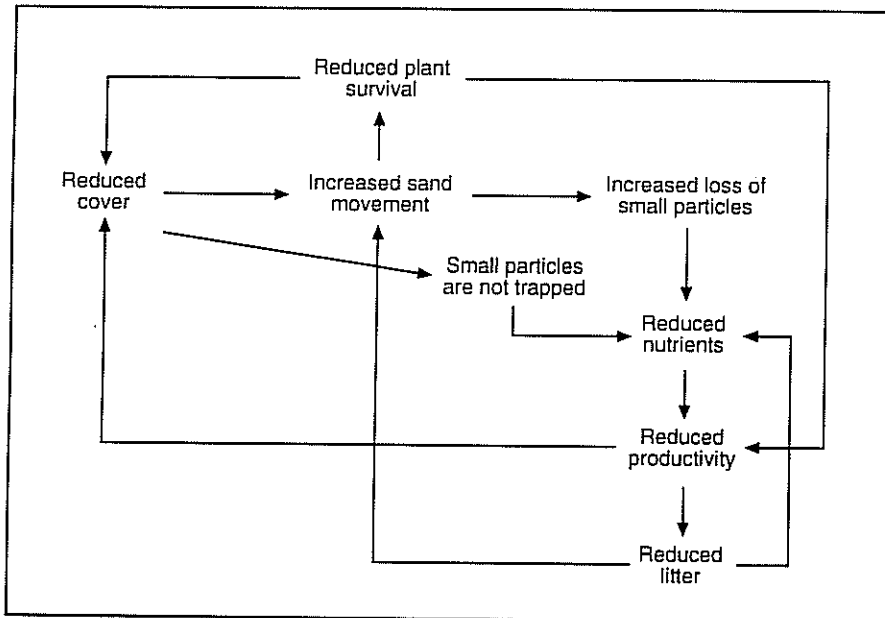 Reduced plant
survival
Reduced
cover
Increased sand
movement
Increased loss of
small particles
Small particles
are not trapped
Reduced
nutrients
Reduced
productivity
Reduced
litter